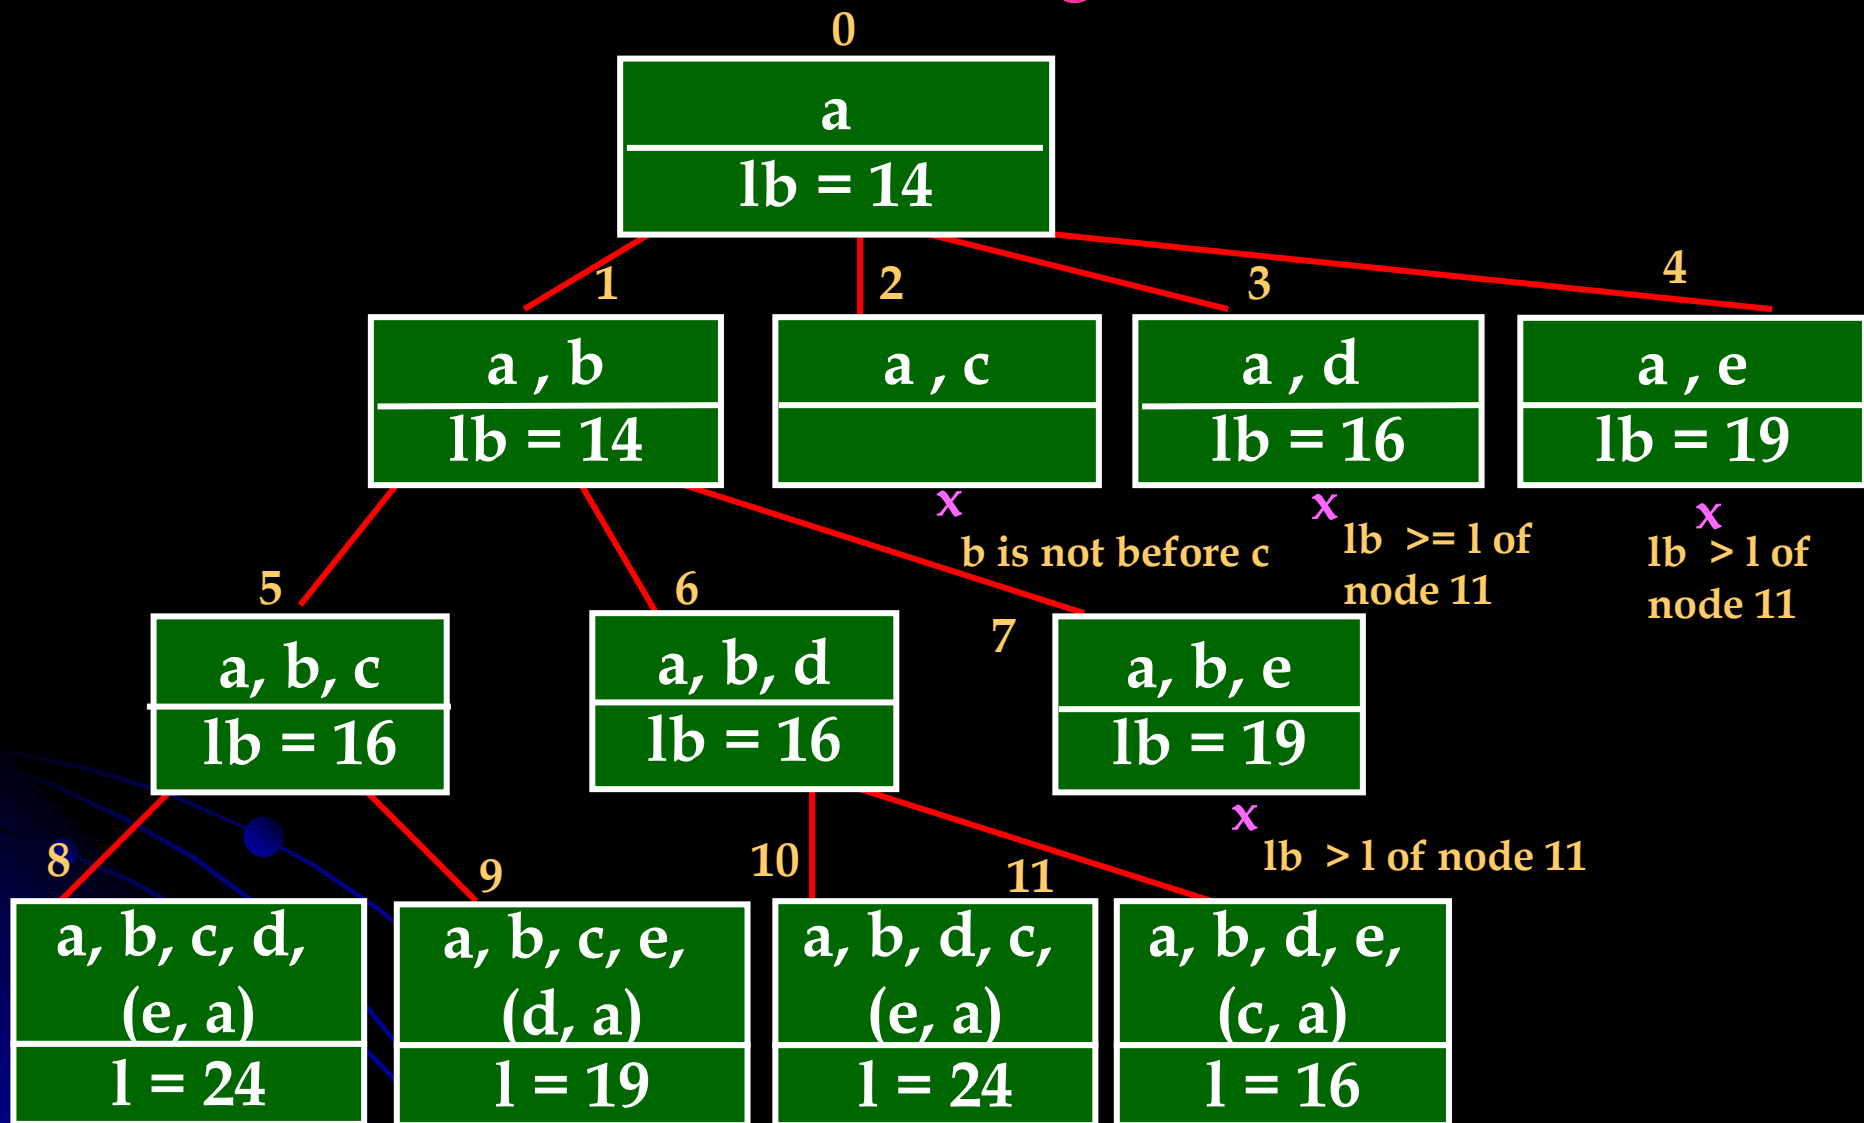 0
a
lb = 14
1
2
3
4
a , b
lb = 14
a , c
a , d
lb = 16
a , e
lb = 19
x
b is not before c
x
lb >= l of
node 11
x
lb > l of
node 11
5
6
7
a, b, c
lb = 16
a, b, d
lb = 16
a, b, e
lb = 19
x
lb > l of node 11
8
9
10
11
a, b, c, d,
(e, a)
l = 24
a, b, c, e,
(d, a)
l = 19
a, b, d, c,
(e, a)
l = 24
a, b, d, e,
(c, a)
l = 16